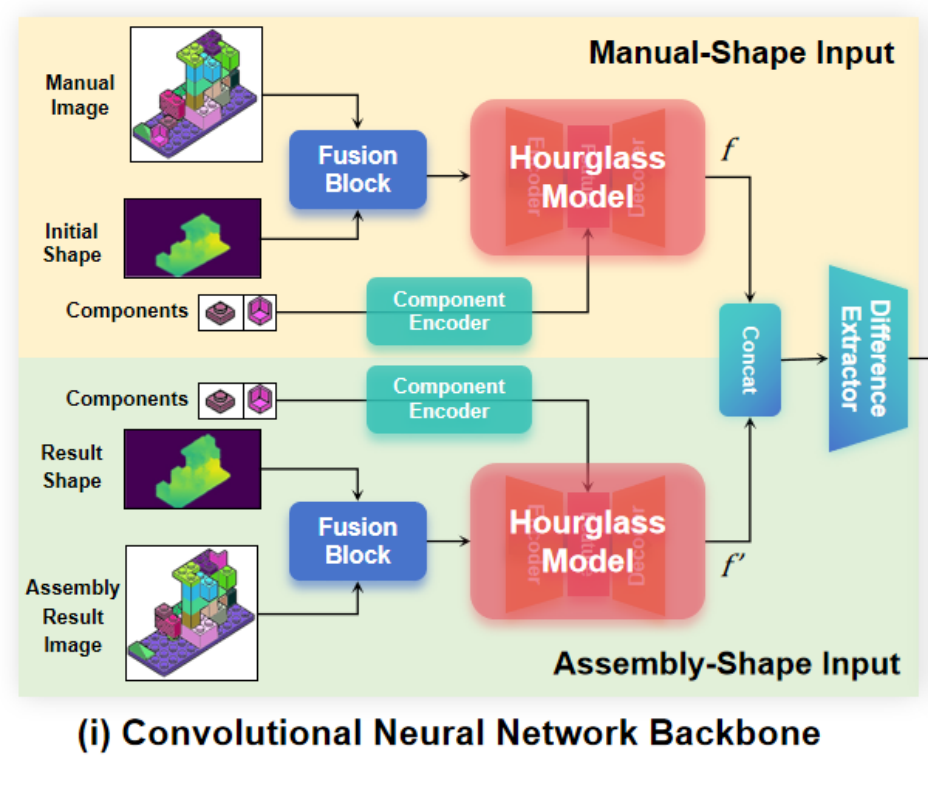 Manual-Shape Input
Manual
Image
Fusion
Block
Encoder
Feature
Decoder
Hourglass
Model
f
Initial
Shape
Components
Component
Encoder
Concat
Difference
Extractor
Components
Component
Encoder
Result
Shape
Fusion
Block
Encoder
Feature
Decoder
Hourglass
Model
f'
Assembly
Result
Image
Assembly-Shape Input
(i) Convolutional Neural Network Backbone